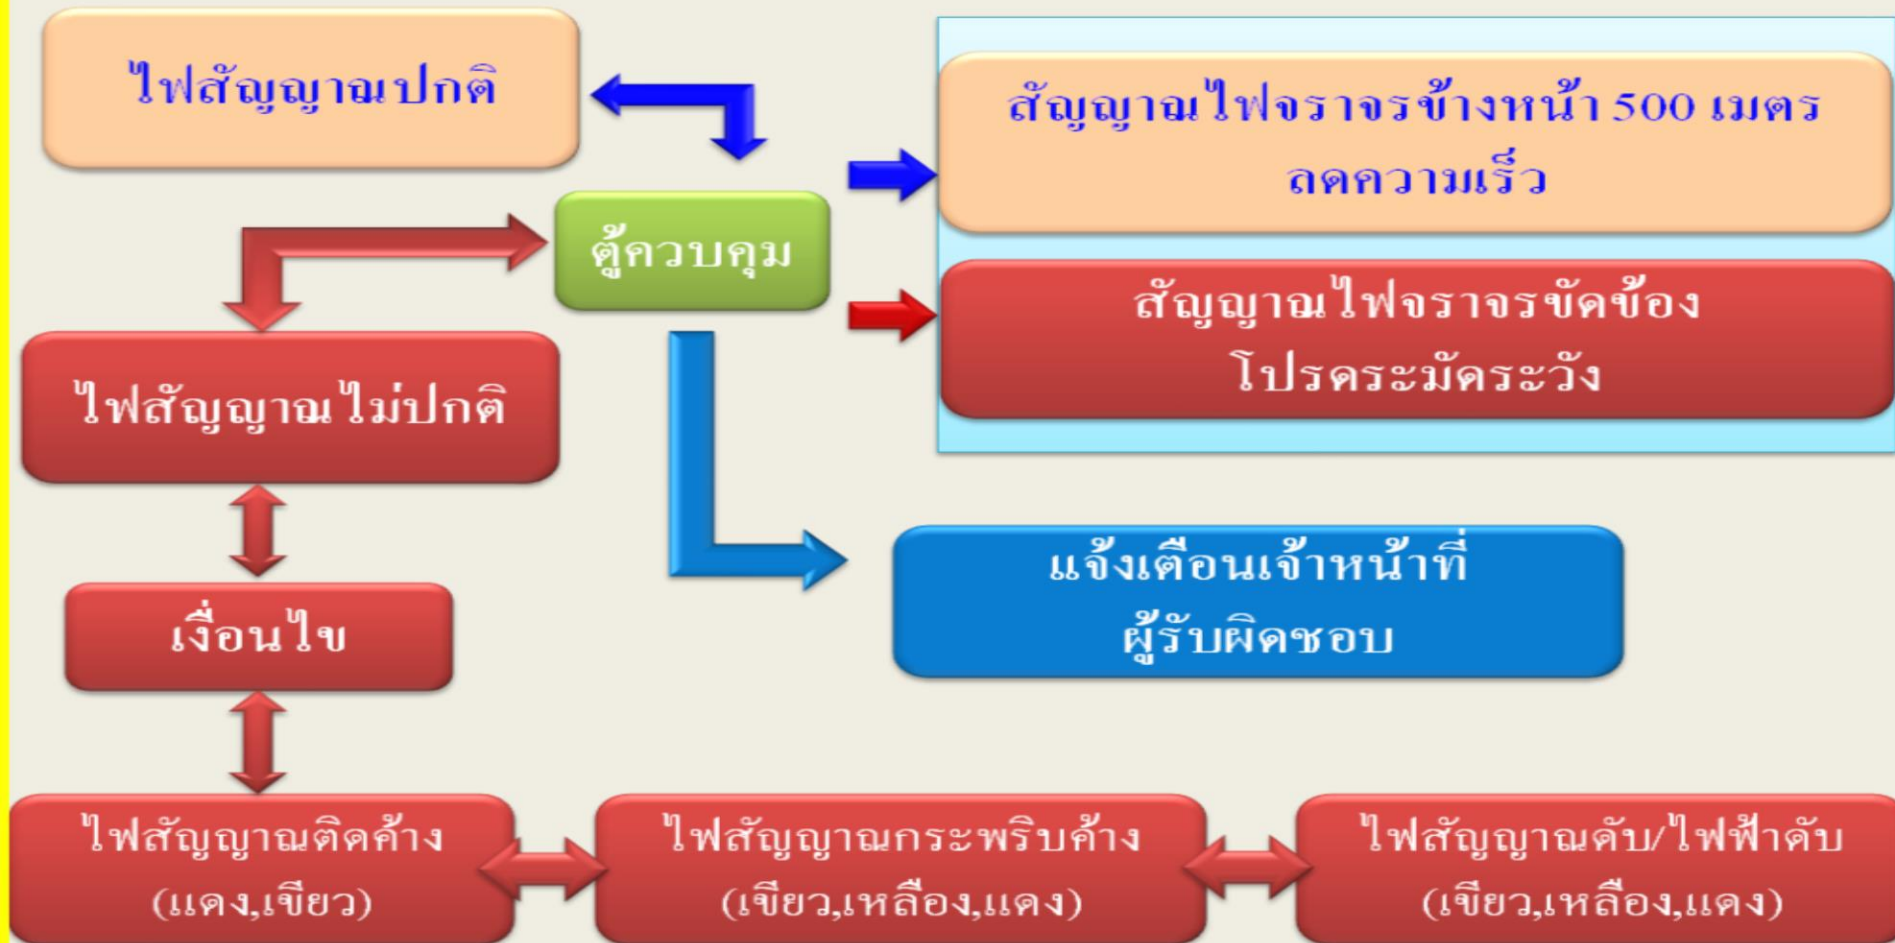 ไฟสัญญาณปกติ
สัญญาณไฟจราจรข้างหน้า 500 เมตร
ลดความเร็ว
ตู้ควบคุม
สัญญาณไฟจราจรขัดข้อง
โปรดระมัดระวัง
ไฟสัญญาณไม่ปกติ
แจ้งเตือนเจ้าหน้าที่
ผู้รับผิดชอบ
เงื่อนไข
ไฟสัญญาณติดค้าง
(แดง,เขียว)
ไฟสัญญาณกระพริบค้าง
(เขียว,เหลือง,แดง)
ไฟสัญญาณดับ/ไฟฟ้าดับ
(เขียว,เหลือง,แดง)